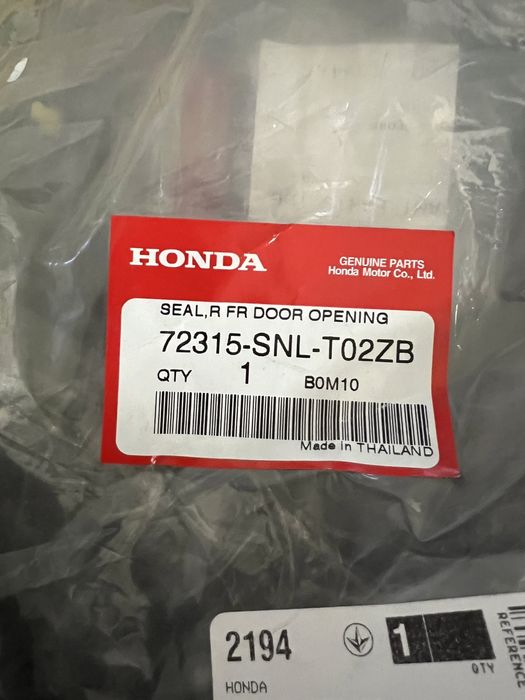 HONDA
GENUINE PARTS
Honda Motor Co., Ltd.
SEAL,R FR DOOR OPENING
72315-SNL-T02ZB
QTY 1 B0M10
Made in THAILAND
2194
1
QTY
REFERENCE
HONDA